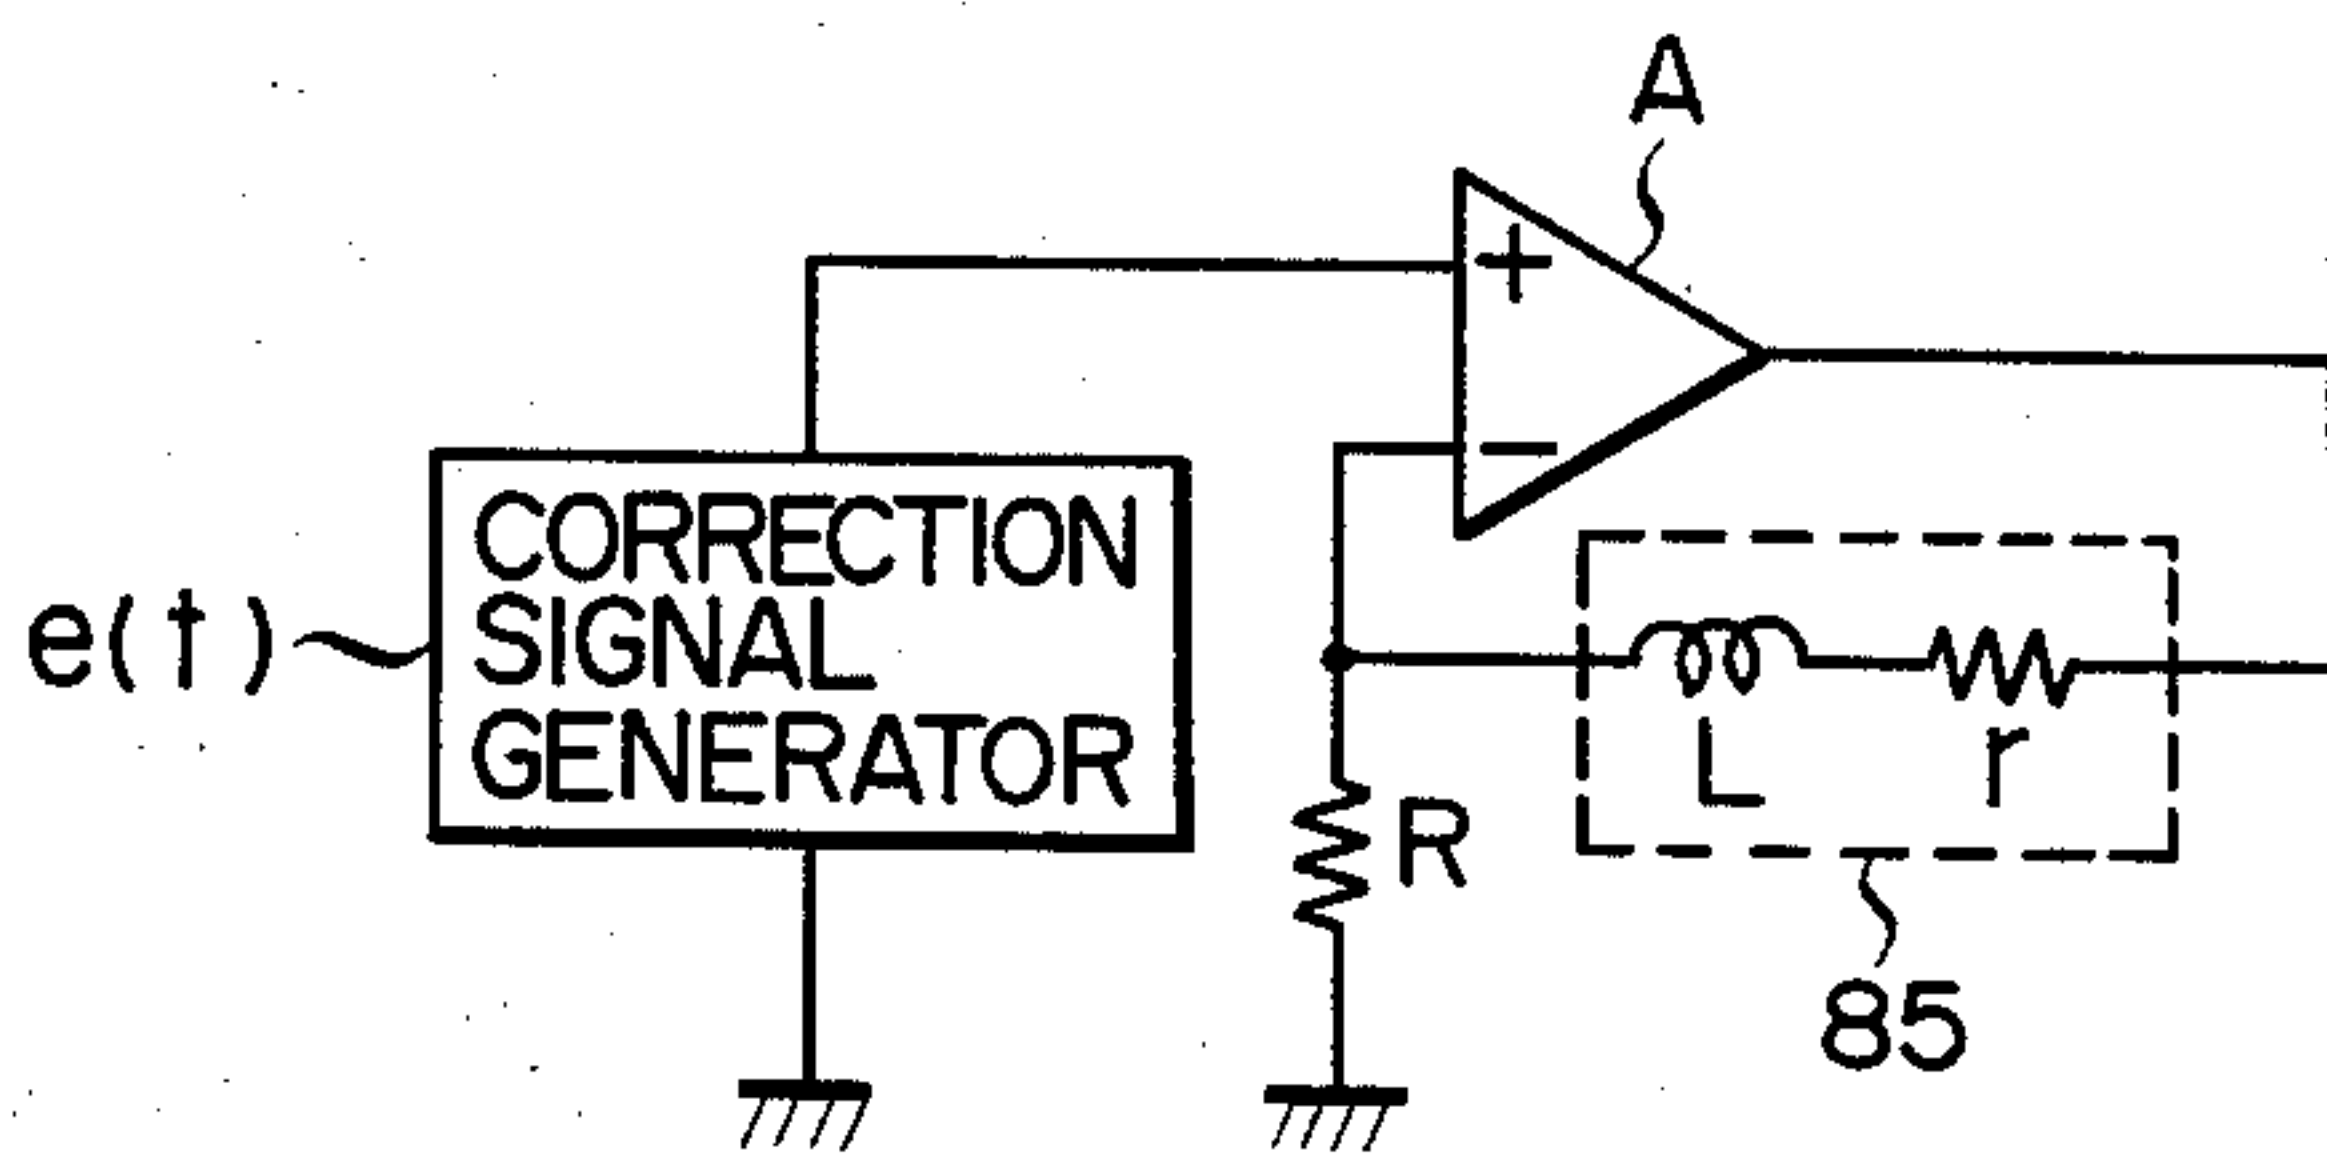 A
+
−
CORRECTION
SIGNAL
GENERATOR
e(t)
L
r
R
85